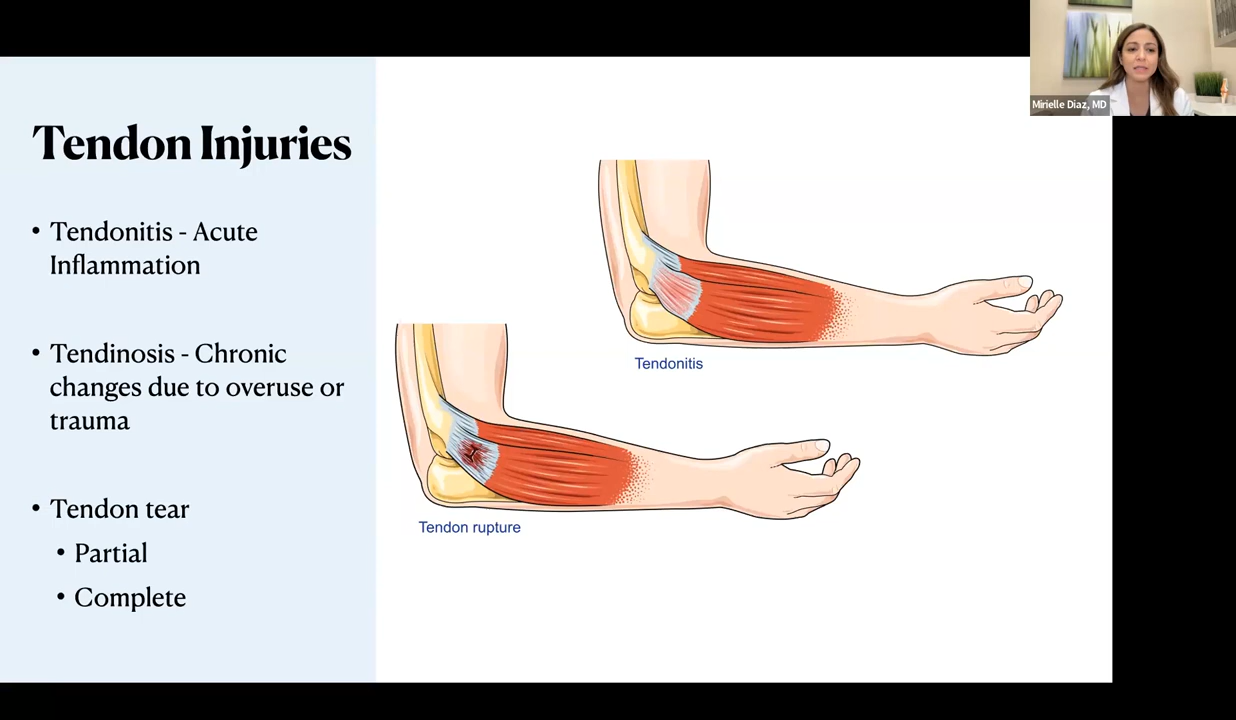 Tendon Injuries
• Tendonitis - Acute
Inflammation
• Tendinosis - Chronic
changes due to overuse or
trauma
• Tendon tear
• Partial
• Complete
Tendonitis
Tendon rupture
Mirielle Diaz, MD